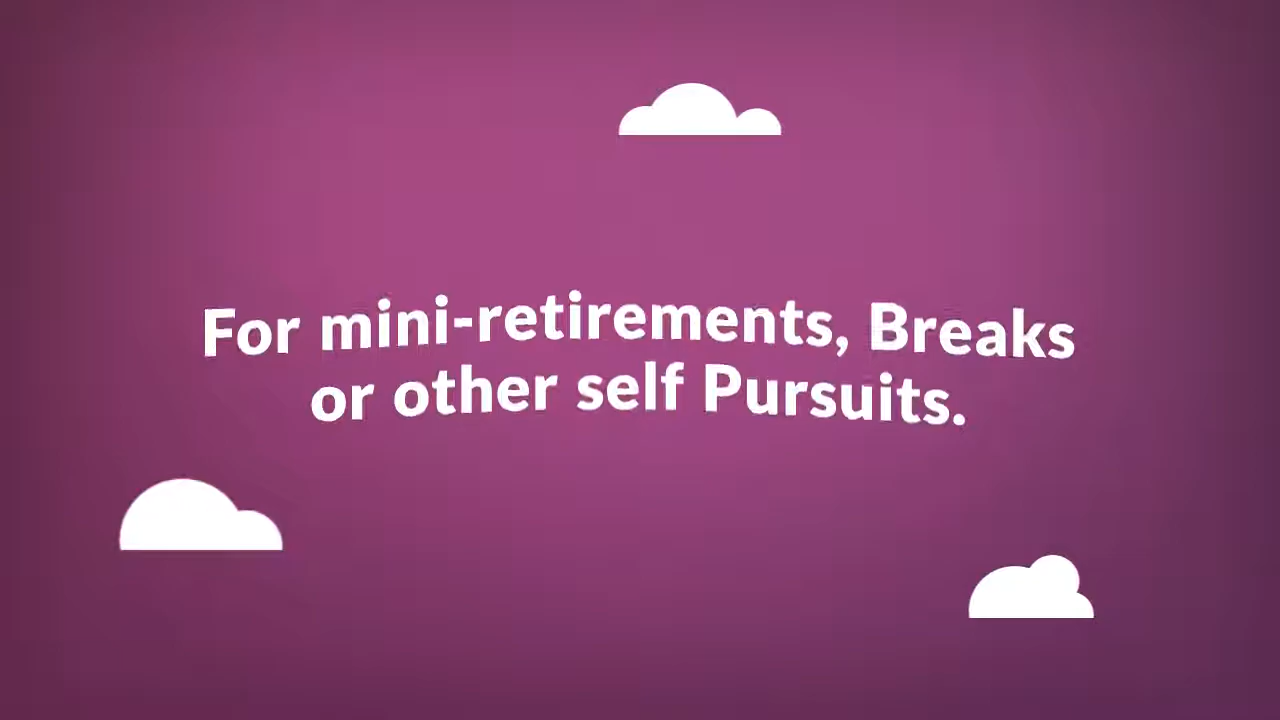 For mini-retirements, Breaks
or other self Pursuits.